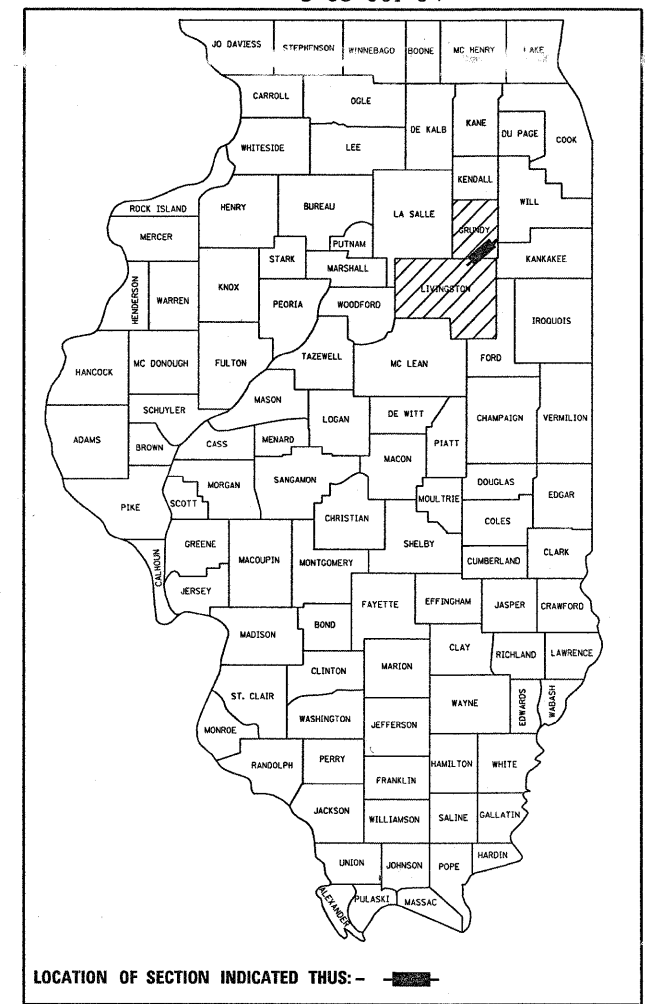 JO DAVIESS STEPHENSON WINNEBAGO BOONE MC HENRY LAKE
CARROLL OGLE DE KALB KANE DU PAGE COOK
WHITESIDE LEE
KENDALL WILL
ROCK ISLAND HENRY BUREAU LA SALLE
GRUNDY
MERCER PUTNAM
STARK MARSHALL KANKAKEE
HENDERSON WARREN KNOX PEORIA WOODFORD LIVINGSTON
IROQUOIS
HANCOCK MC DONOUGH FULTON TAZEWELL MC LEAN FORD
MASON
SCHUYLER LOGAN DE WITT CHAMPAIGN VERMILION
ADAMS BROWN CASS MENARD MACON PIATT
MORGAN SANGAMON DOUGLAS
PIKE SCOTT CHRISTIAN MOULTRIE EDGAR
COLES
GREENE MACOUPIN MONTGOMERY SHELBY CUMBERLAND CLARK
CALHOUN
JERSEY
FAYETTE EFFINGHAM JASPER CRAWFORD
BOND
MADISON
CLAY RICHLAND LAWRENCE
CLINTON MARION
ST. CLAIR WAYNE EDWARDS WABASH
WASHINGTON JEFFERSON
MONROE
RANDOLPH PERRY HAMILTON WHITE
FRANKLIN
JACKSON WILLIAMSON SALINE GALLATIN
UNION JOHNSON POPE HARDIN
ALEXANDER PULASKI MASSAC
LOCATION OF SECTION INDICATED THUS: -